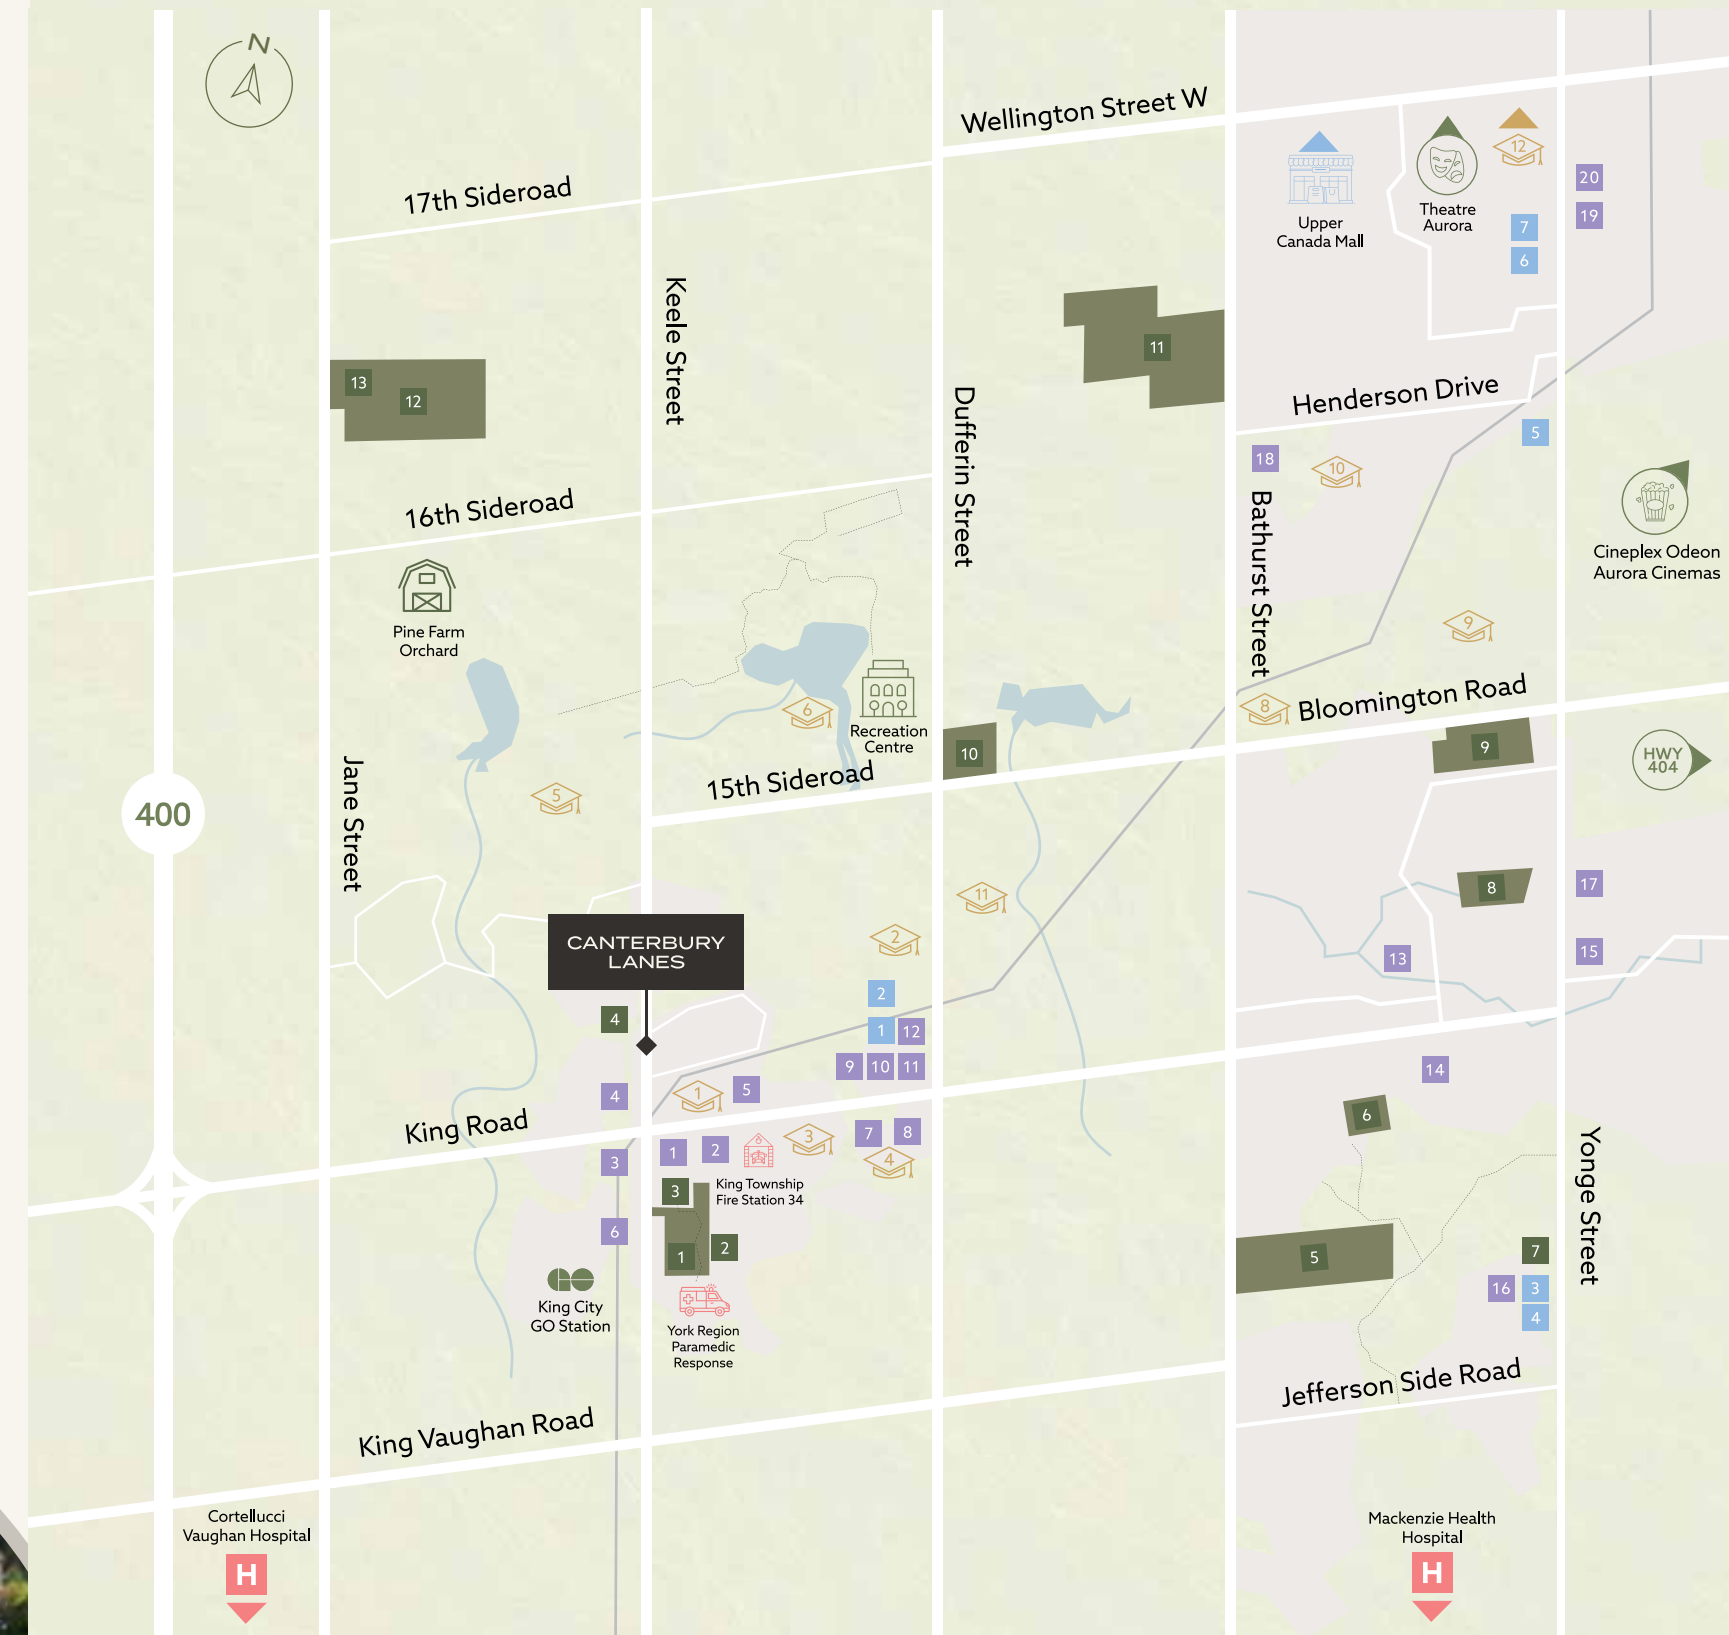 N
Wellington Street W
17th Sideroad
12
20
19
7
6
Upper
Canada Mall
Theatre
Aurora
Keele Street
11
13
12
Henderson Drive
Dufferin Street
5
18
10
16th Sideroad
Bathurst Street
Cineplex Odeon
Aurora Cinemas
Pine Farm
Orchard
9
6
8
Bloomington Road
Recreation
Centre
10
9
HWY
404
15th Sideroad
Jane Street
400
5
17
8
11
2
CANTERBURY
LANES
13
15
2
4
1
12
9
10
11
14
4
1
5
6
King Road
3
1
2
3
7
8
4
King Township
Fire Station 34
3
Yonge Street
6
1
2
5
7
16
3
4
King City
GO Station
York Region
Paramedic
Response
Jefferson Side Road
King Vaughan Road
Cortellucci
Vaughan Hospital
H
Mackenzie Health
Hospital
H